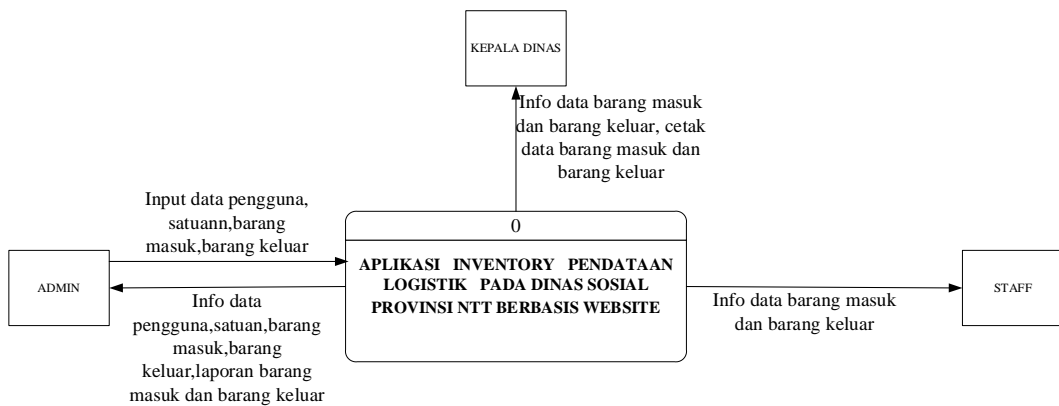 KEPALA DINAS
Info data barang masuk
dan barang keluar, cetak
data barang masuk dan
barang keluar
Input data pengguna,
satuann,barang
masuk,barang keluar
0
APLIKASI INVENTORY PENDATAAN
LOGISTIK PADA DINAS SOSIAL
PROVINSI NTT BERBASIS WEBSITE
ADMIN
STAFF
Info data
pengguna,satuan,barang
masuk,barang
keluar,laporan barang
masuk dan barang keluar
Info data barang masuk
dan barang keluar